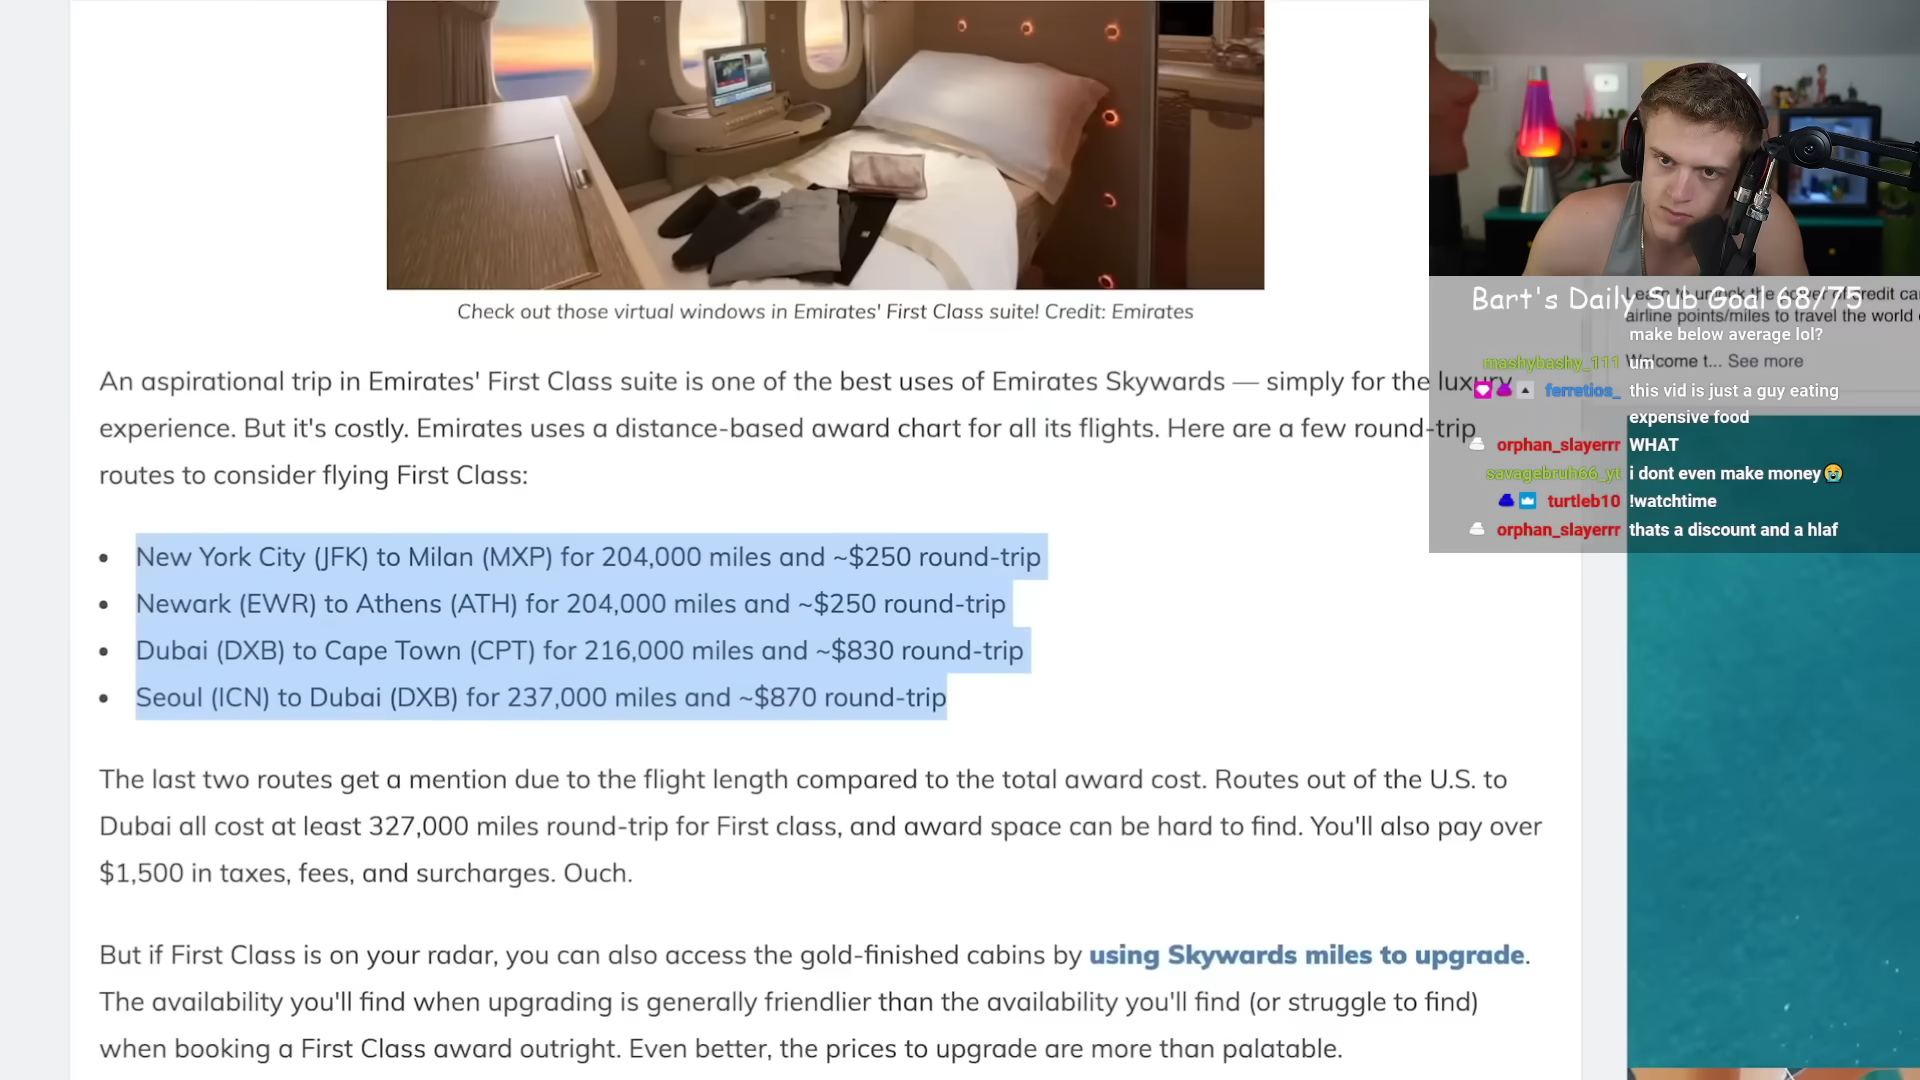 Check out those virtual windows in Emirates' First Class suite! Credit: Emirates
An aspirational trip in Emirates' First Class suite is one of the best uses of Emirates Skywards — simply for the luxury
experience. But it's costly. Emirates uses a distance-based award chart for all its flights. Here are a few round-trip
routes to consider flying First Class:
• New York City (JFK) to Milan (MXP) for 204,000 miles and ~$250 round-trip
• Newark (EWR) to Athens (ATH) for 204,000 miles and ~$250 round-trip
• Dubai (DXB) to Cape Town (CPT) for 216,000 miles and ~$830 round-trip
• Seoul (ICN) to Dubai (DXB) for 237,000 miles and ~$870 round-trip
The last two routes get a mention due to the flight length compared to the total award cost. Routes out of the U.S. to
Dubai all cost at least 327,000 miles round-trip for First class, and award space can be hard to find. You'll also pay over
$1,500 in taxes, fees, and surcharges. Ouch.
But if First Class is on your radar, you can also access the gold-finished cabins by using Skywards miles to upgrade.
The availability you'll find when upgrading is generally friendlier than the availability you'll find (or struggle to find)
when booking a First Class award outright. Even better, the prices to upgrade are more than palatable.
Bart's Daily Sub Goal 68/75
Learn to unlock the power of credit
airline points/miles to travel the world
make below average lol?
Welcome t... See more
mashybashy_111 um
ferretios_ this vid is just a guy eating
expensive food
orphan_slayerrr WHAT
savagebruh66_yt i dont even make money😭
turtleb10 !watchtime
orphan_slayerrr thats a discount and a hlaf